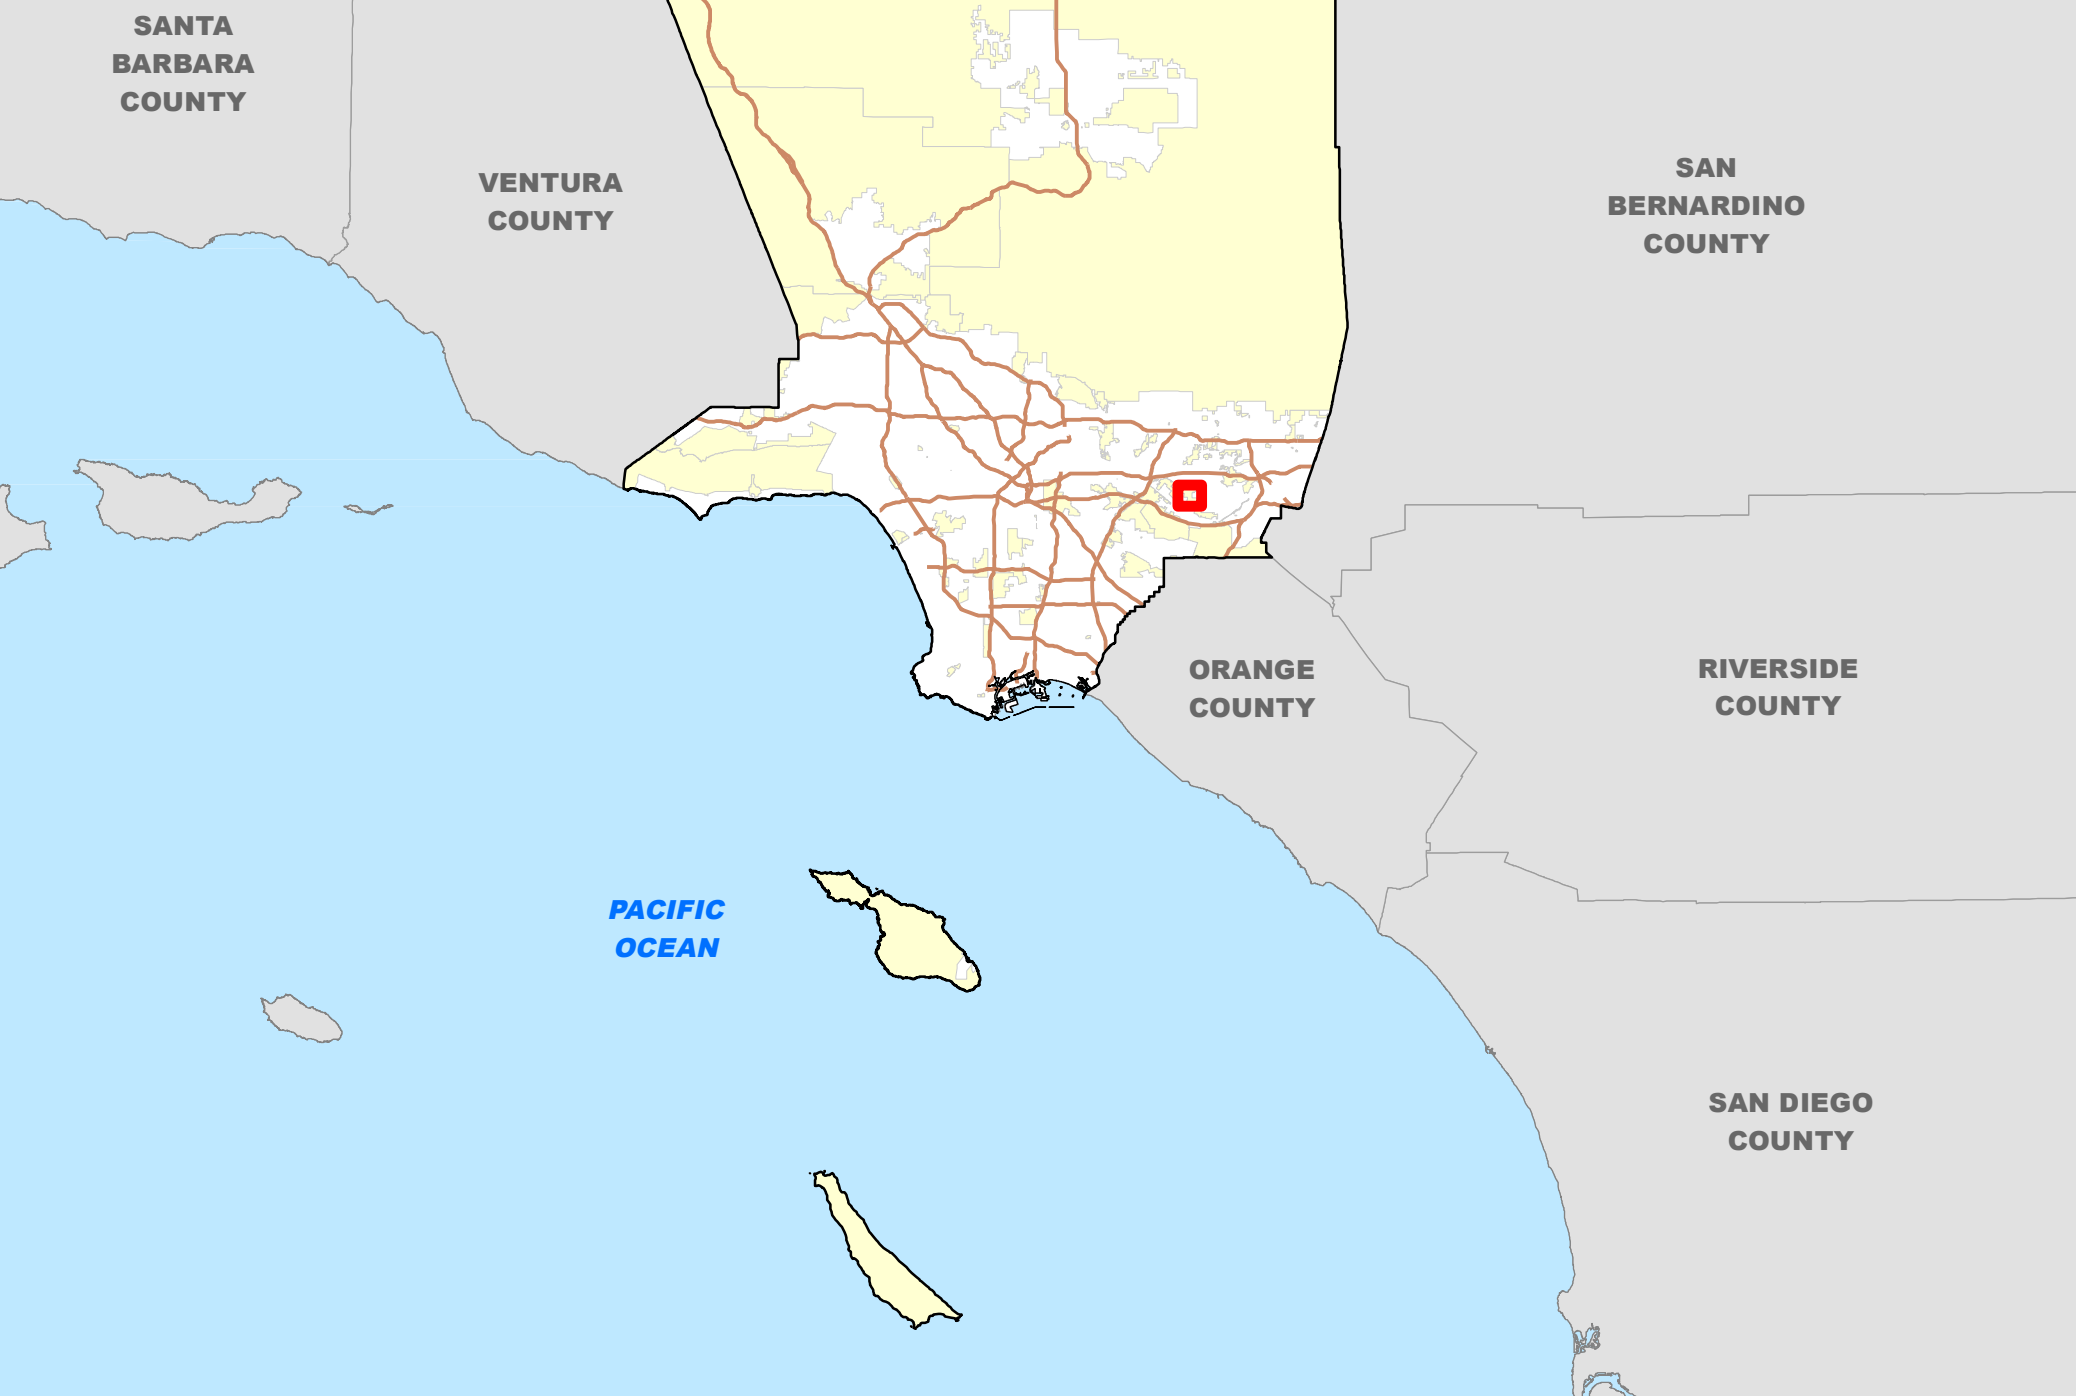 SANTA
BARBARA
COUNTY
VENTURA
COUNTY
SAN
BERNARDINO
COUNTY
ORANGE
COUNTY
RIVERSIDE
COUNTY
PACIFIC
OCEAN
SAN DIEGO
COUNTY